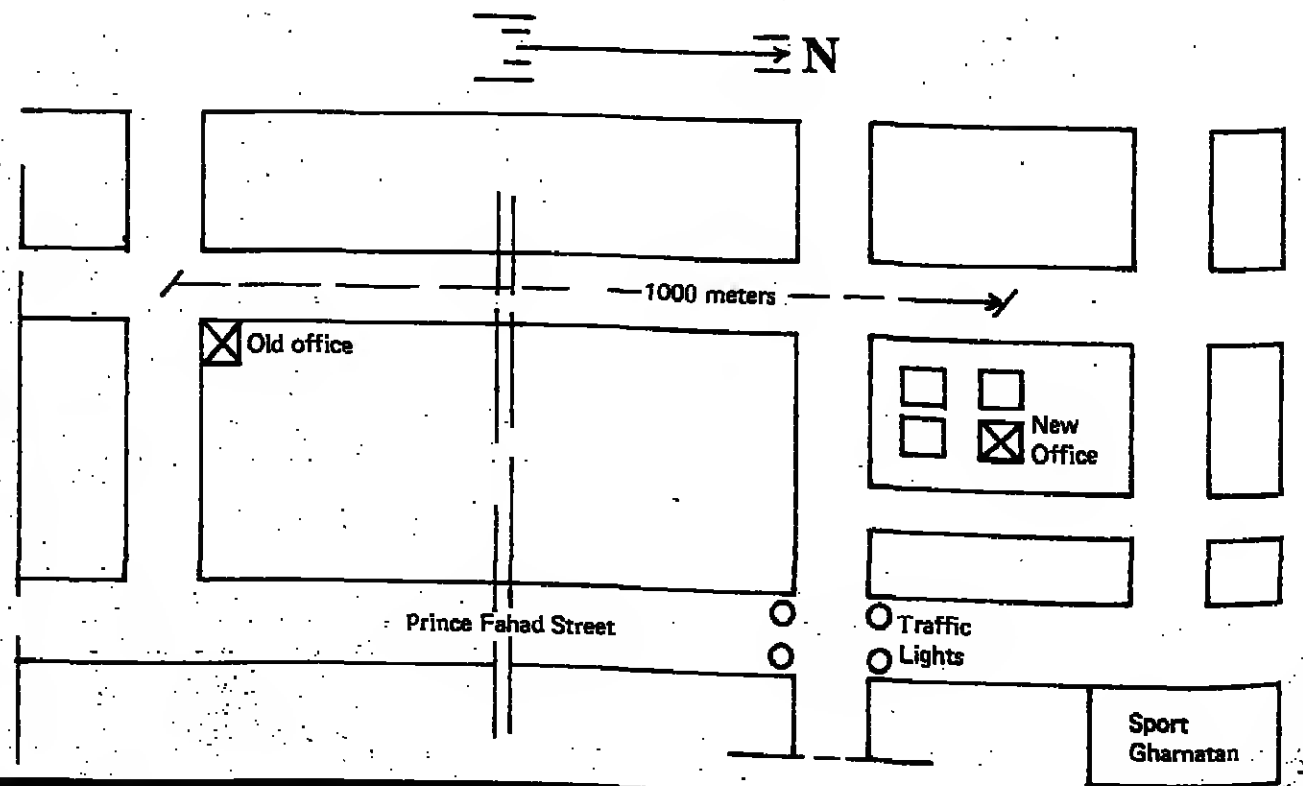 N
1000 meters
Old office
New
Office
Prince Fahad Street
Traffic
Lights
Sport
Gharnatan